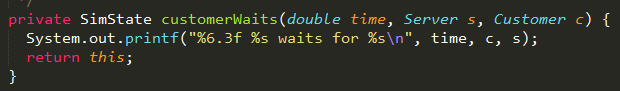 */
private SimState customerWaits(double time, Server s, Customer c) {
  System.out.printf("%6.3f %s waits for %s\n", time, c, s);
  return this;
}